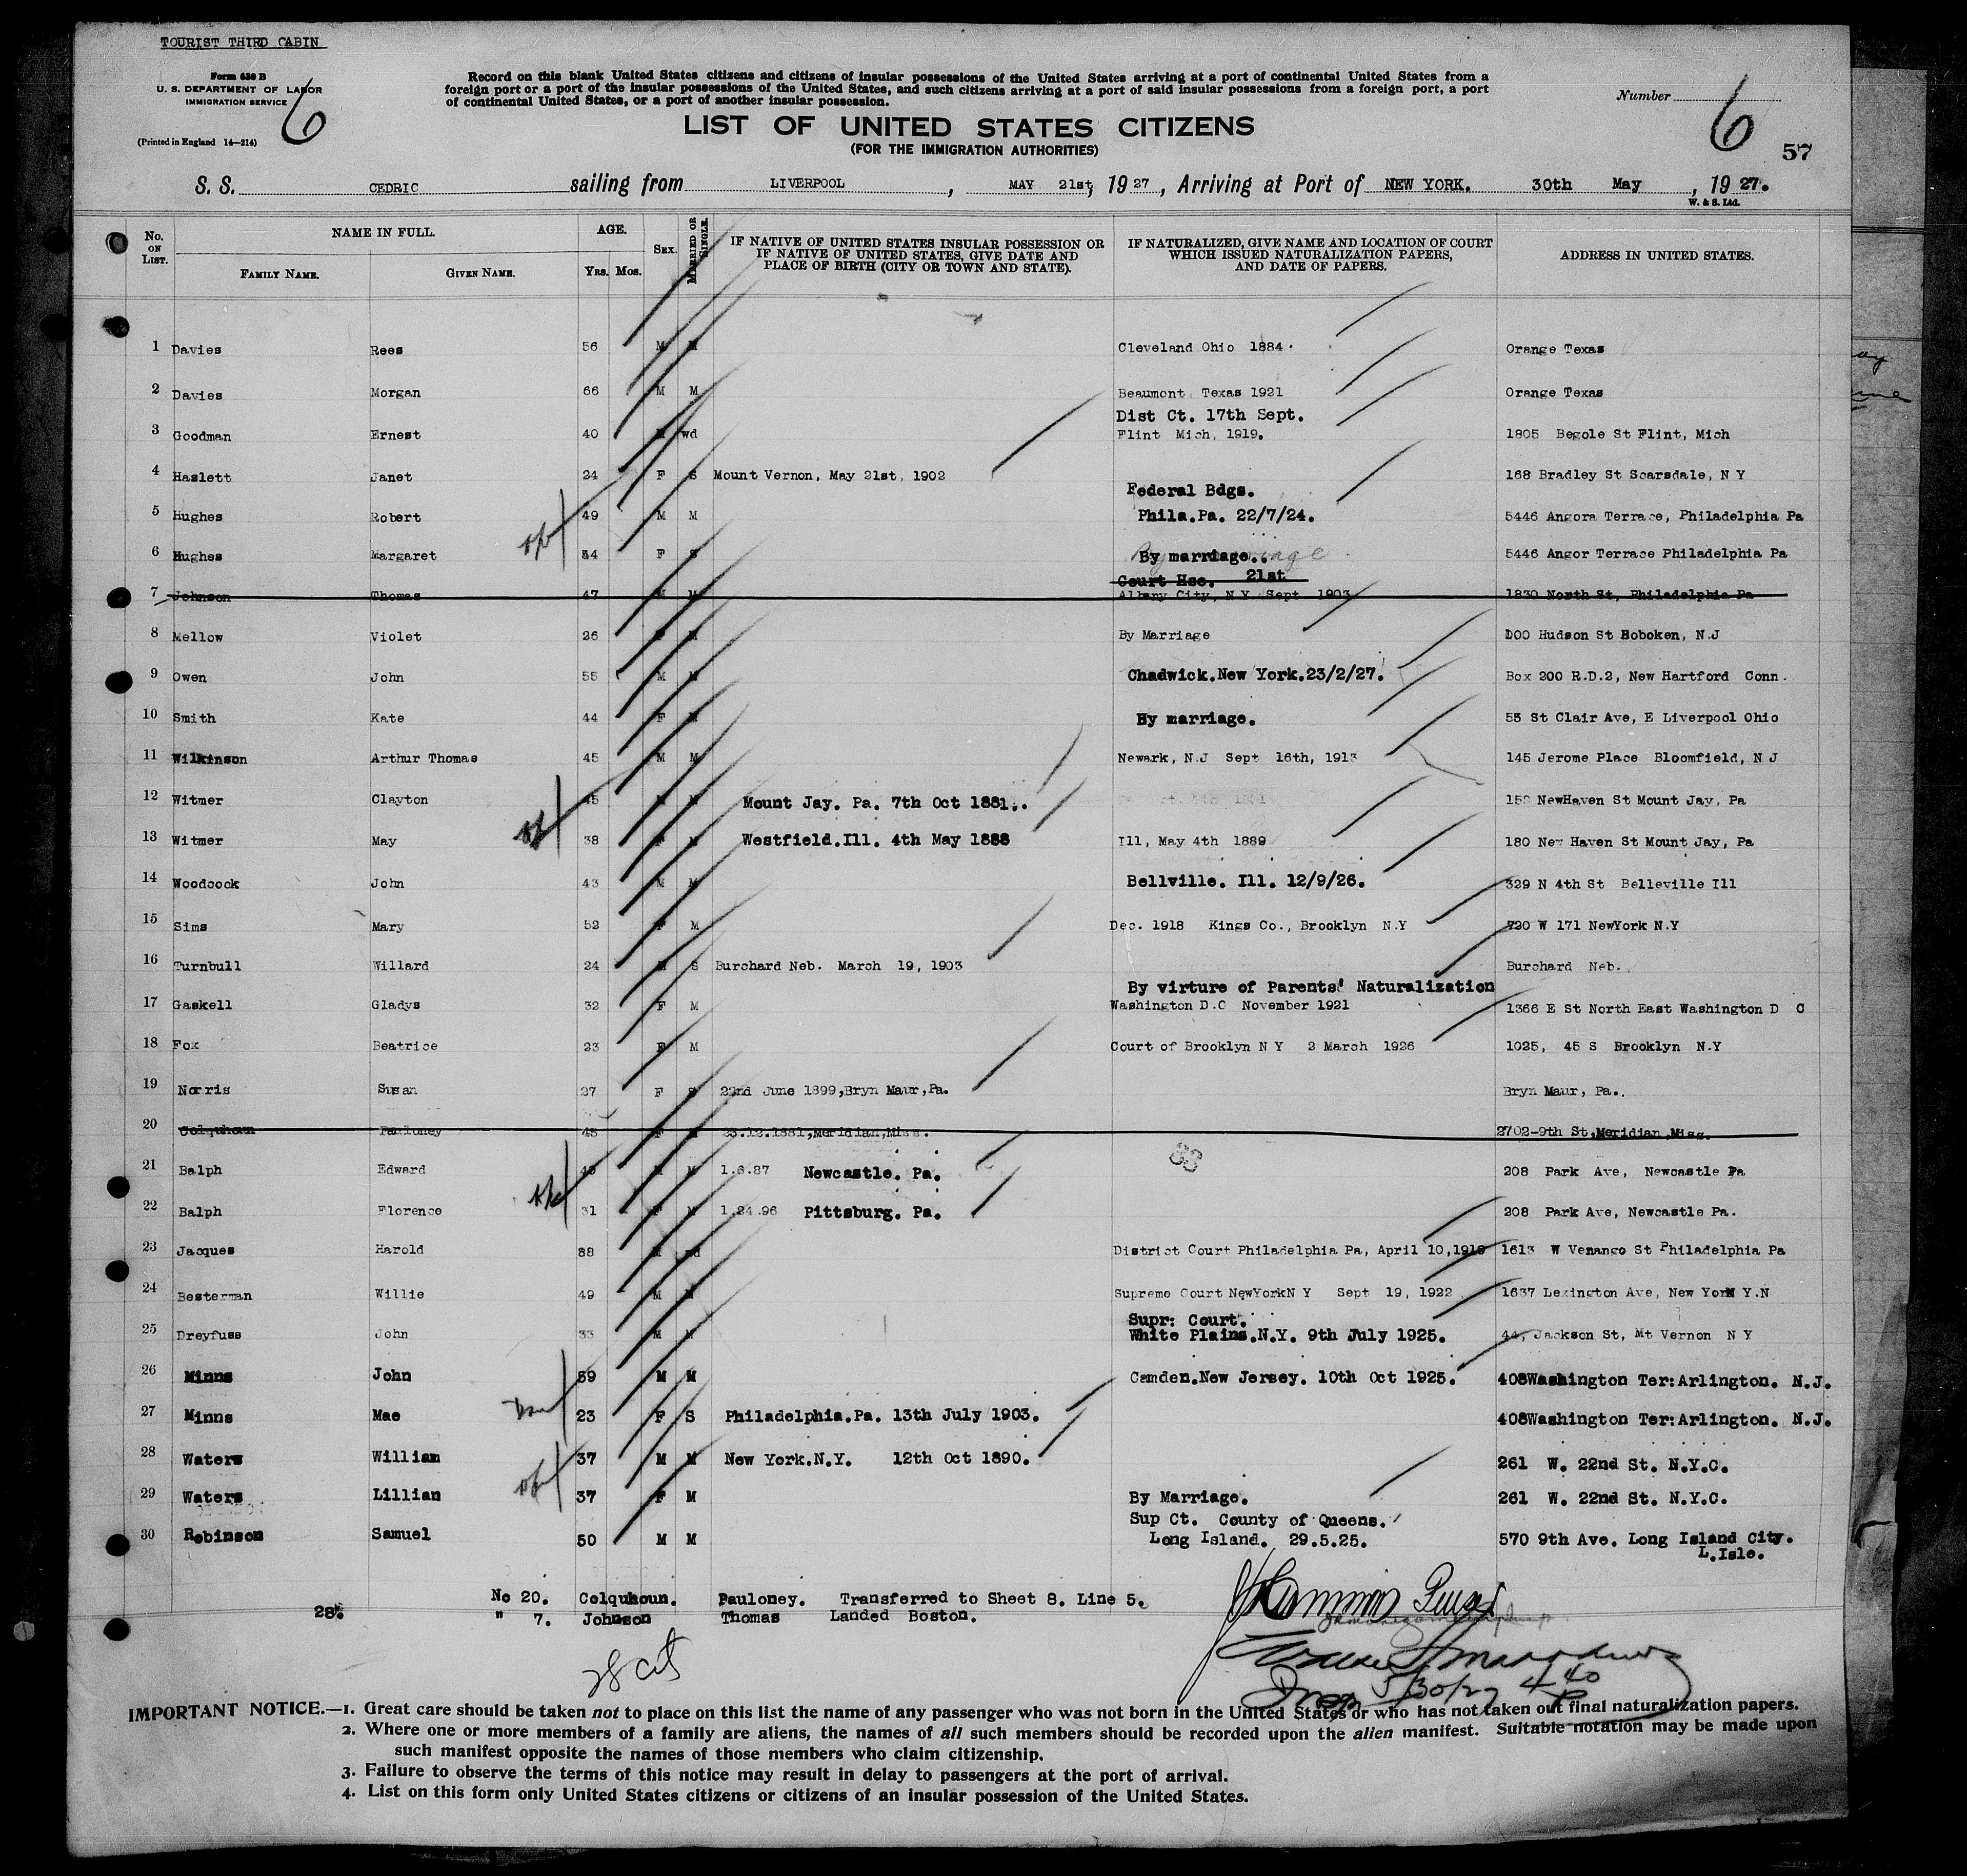 TOURIST THIRD CABIN
Form 630 B
U. S. DEPARTMENT OF LABOR
IMMIGRATION SERVICE
(Printed in England 14—214)
6
Record on this blank United States citizens and citizens of insular possessions of the United States arriving at a port of continental United States from a
foreign port or a port of the insular possessions of the United States, and such citizens arriving at a port of said insular possessions from a foreign port, a port
of continental United States, or a port of another insular possession.
Number
6
57
LIST OF UNITED STATES CITIZENS
(FOR THE IMMIGRATION AUTHORITIES)
S. S. CEDRIC sailing from LIVERPOOL , MAY 21st, 19 27 , Arriving at Port of NEW YORK. 30th May , 19 27.
W. & S. Ltd.
No. ON LIST. NAME IN FULL. FAMILY NAME. GIVEN NAME. AGE. Yrs. Mos. SEX. MARRIED OR SINGLE. IF NATIVE OF UNITED STATES INSULAR POSSESSION OR IF NATIVE OF UNITED STATES, GIVE DATE AND PLACE OF BIRTH (CITY OR TOWN AND STATE). IF NATURALIZED, GIVE NAME AND LOCATION OF COURT WHICH ISSUED NATURALIZATION PAPERS, AND DATE OF PAPERS. ADDRESS IN UNITED STATES.
1 Davies Rees 56 M M Cleveland Ohio 1884. Orange Texas
2 Davies Morgan 66 M M Beaumont Texas 1921 Orange Texas
Dist Ct. 17th Sept.
3 Goodman Ernest 40 M wd Flint Mich, 1919. 1805 Begole St Flint, Mich
4 Haslett Janet 24 F S Mount Vernon, May 21st, 1902 168 Bradley St Scarsdale, N Y
Federal Bdgs.
5 Hughes Robert 49 M M Phila.Pa. 22/7/24. 5446 Angora Terrace, Philadelphia Pa
6 Hughes Margaret 54 F S By marriage. 5446 Angor Terrace Philadelphia Pa
Court Hse. 21st
7 Johnson Thomas 47 M M Albany City, N Y Sept 1903 1830 North St, Philadelphia Pa
8 Mellow Violet 26 F M By Marriage 100 Hudson St Hoboken, N.J
9 Owen John 55 M M Chadwick.New York.23/2/27. Box 200 R.D.2, New Hartford Conn.
10 Smith Kate 44 F M By marriage. 55 St Clair Ave, E Liverpool Ohio
11 Wilkinson Arthur Thomas 45 M M Newark, N.J Sept 16th, 1913 145 Jerome Place Bloomfield, N J
12 Witmer Clayton 45 M M Mount Jay. Pa. 7th Oct 1881. NewHaven St Mount Jay, Pa
13 Witmer May 38 F M Westfield.Ill. 4th May 1888 Ill, May 4th 1889 180 New Haven St Mount Jay, Pa
14 Woodcock John 43 M M Bellville. Ill. 12/9/26. 329 N 4th St Belleville Ill
15 Sims Mary 52 F M Dec. 1918 Kings Co., Brooklyn N.Y 720 W 171 NewYork N.Y
16 Turnbull Willard 24 M S Burchard Neb. March 19, 1903 Burchard Neb.
By virture of Parents' Naturalization
17 Gaskell Gladys 32 F M Washington D.C November 1921 1366 E St North East Washington D C
18 Fox Beatrice 23 F M Court of Brooklyn N Y 2 March 1926 1025, 45 S Brooklyn N.Y
19 Norris Susan 27 F S 22nd June 1899,Bryn Maur,Pa. Bryn Maur, Pa.
20 Colquhoun Pauloney 45 F M 23.12.1881,Meridian,Miss. 2702-9th St,Meridian,Miss.
21 Balph Edward 40 M M 1.6.87 Newcastle. Pa. 208 Park Ave, Newcastle Pa
22 Balph Florence 31 F M 1.24.96 Pittsburg. Pa. 208 Park Ave, Newcastle Pa.
23 Jacques Harold 38 M wd District Court Philadelphia Pa, April 10,1919 1613 W Venango St Philadelphia Pa
24 Besterman Willie 49 M M Supreme Court NewYorkN Y Sept 19, 1922 1637 Lexington Ave, New York Y.N
Supr: Court.
25 Dreyfuss John 33 M M White Plains.N.Y. 9th July 1925. 44, Jackson St, Mt Vernon N Y
26 Minns John 59 M M Camden.New Jersey. 10th Oct 1925. 408Washington Ter:Arlington. N.J.
27 Minns Mae 23 F S Philadelphia.Pa. 13th July 1903. 408Washington Ter:Arlington. N.J.
28 Waters William 37 M M New York.N.Y. 12th Oct 1890. 261 W. 22nd St. N.Y.C.
29 Waters Lillian 37 F M By Marriage. 261 W. 22nd St. N.Y.C.
Sup Ct. County of Queens.
30 Robinson Samuel 50 M M Long Island. 29.5.25. 570 9th Ave. Long Island City.
L.Isle.
No 20. Colquhoun. Pauloney. Transferred to Sheet 8. Line 5.
28.
" 7. Johnson Thomas Landed Boston.
28 cit
5/30/27 4 40 P
IMPORTANT NOTICE.—1. Great care should be taken not to place on this list the name of any passenger who was not born in the United States or who has not taken out final naturalization papers.
2. Where one or more members of a family are aliens, the names of all such members should be recorded upon the alien manifest. Suitable notation may be made upon
such manifest opposite the names of those members who claim citizenship.
3. Failure to observe the terms of this notice may result in delay to passengers at the port of arrival.
4. List on this form only United States citizens or citizens of an insular possession of the United States.